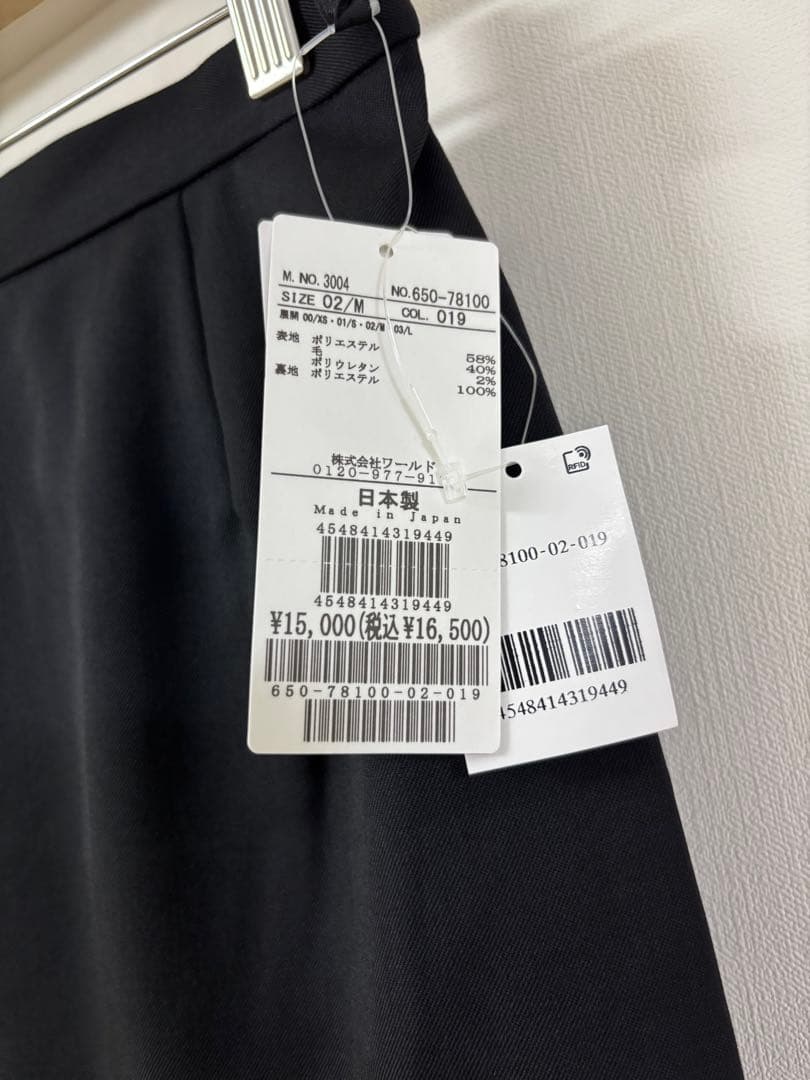 M. NO. 3004 NO.650-78100
SIZE 02/M COL. 019
展開 00/XS・01/S・02/M 03/L
表地 ポリエステル 58%
毛 40%
ポリウレタン 2%
裏地 ポリエステル 100%
株式会社ワールド
0120-977-91
日本製
Made in Japan
4548414319449
4548414319449
¥15,000(税込¥16,500)
650-78100-02-019
RFID
8100-02-019
4548414319449